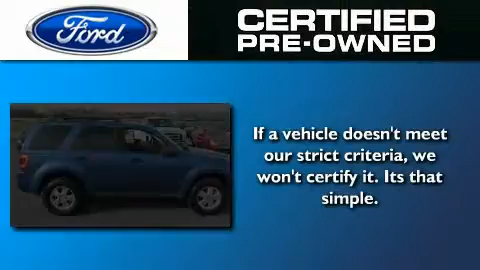 Ford
CERTIFIED
PRE-OWNED
If a vehicle doesn't meet
our strict criteria, we
won't certify it. Its that
simple.